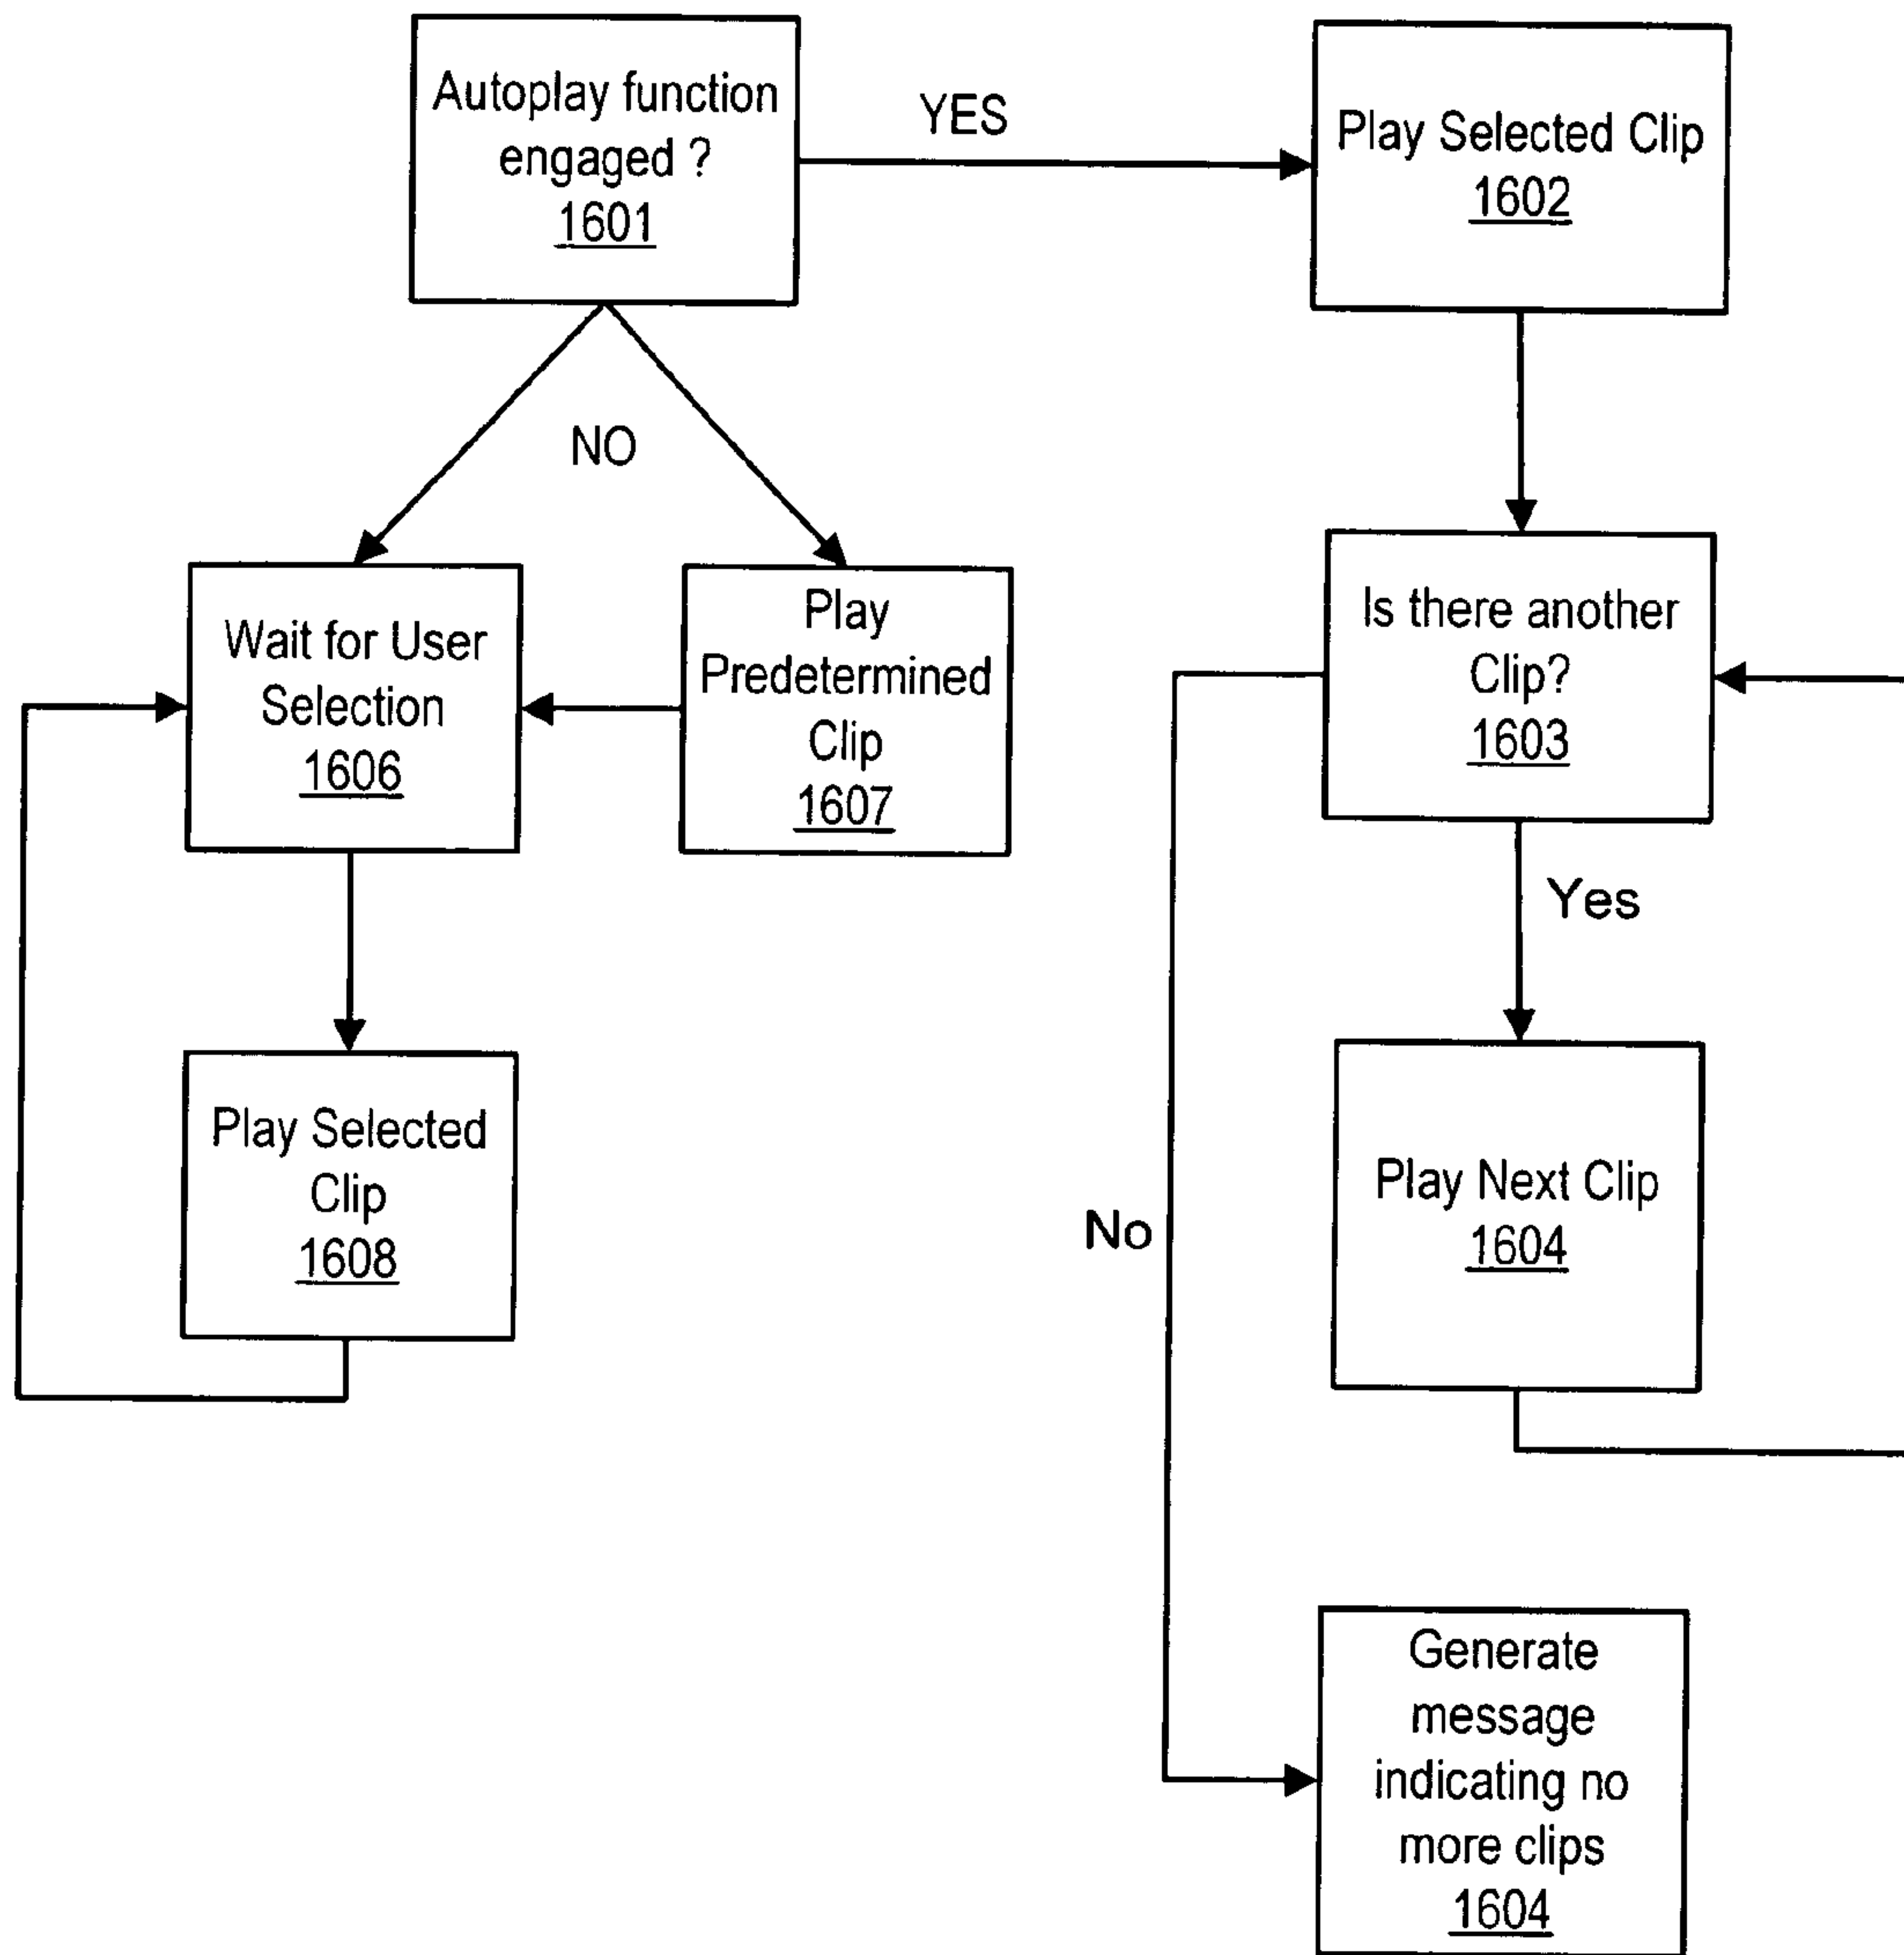 Autoplay function
engaged ?
1601
YES
Play Selected Clip
1602
NO
Wait for User
Selection
1606
Play
Predetermined
Clip
1607
Is there another
Clip?
1603
Yes
Play Selected
Clip
1608
Play Next Clip
1604
No
Generate
message
indicating no
more clips
1604